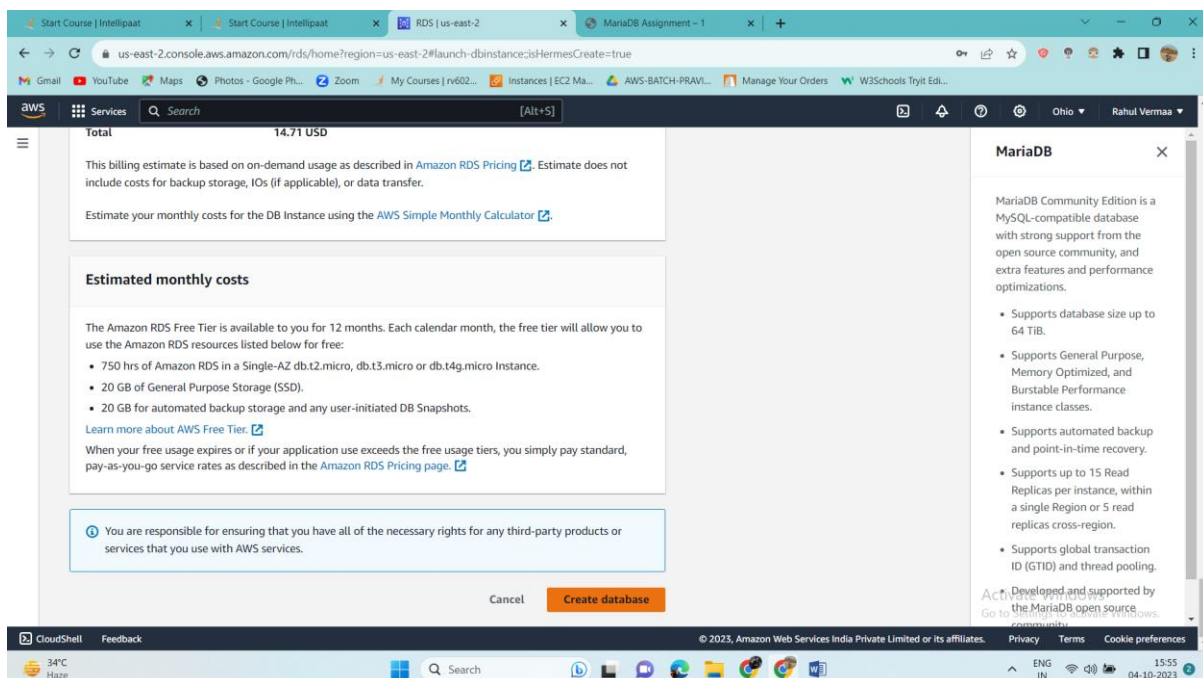 Start Course | Intellipaat
Start Course | Intellipaat
RDS | us-east-2
MariaDB Assignment – 1
us-east-2.console.aws.amazon.com/rds/home?region=us-east-2#launch-dbinstance;isHermesCreate=true
Gmail YouTube Maps Photos - Google Ph... Zoom My Courses | rv602... Instances | EC2 Ma... AWS-BATCH-PRAVI... Manage Your Orders W3Schools Tryit Edi...
aws Services Search [Alt+S] Ohio Rahul Vermaa
Total 14.71 USD
This billing estimate is based on on-demand usage as described in Amazon RDS Pricing. Estimate does not
include costs for backup storage, IOs (if applicable), or data transfer.
Estimate your monthly costs for the DB Instance using the AWS Simple Monthly Calculator.
Estimated monthly costs
The Amazon RDS Free Tier is available to you for 12 months. Each calendar month, the free tier will allow you to
use the Amazon RDS resources listed below for free:
• 750 hrs of Amazon RDS in a Single-AZ db.t2.micro, db.t3.micro or db.t4g.micro Instance.
• 20 GB of General Purpose Storage (SSD).
• 20 GB for automated backup storage and any user-initiated DB Snapshots.
Learn more about AWS Free Tier.
When your free usage expires or if your application use exceeds the free usage tiers, you simply pay standard,
pay-as-you-go service rates as described in the Amazon RDS Pricing page.
You are responsible for ensuring that you have all of the necessary rights for any third-party products or
services that you use with AWS services.
Cancel Create database
MariaDB
MariaDB Community Edition is a
MySQL-compatible database
with strong support from the
open source community, and
extra features and performance
optimizations.
• Supports database size up to
64 TiB.
• Supports General Purpose,
Memory Optimized, and
Burstable Performance
instance classes.
• Supports automated backup
and point-in-time recovery.
• Supports up to 15 Read
Replicas per instance, within
a single Region or 5 read
replicas cross-region.
• Supports global transaction
ID (GTID) and thread pooling.
• Developed and supported by
the MariaDB open source
community
Activate Windows
Go to Settings to activate Windows.
CloudShell Feedback © 2023, Amazon Web Services India Private Limited or its affiliates. Privacy Terms Cookie preferences
34°C
Haze
Search
ENG
IN
15:55
04-10-2023
2